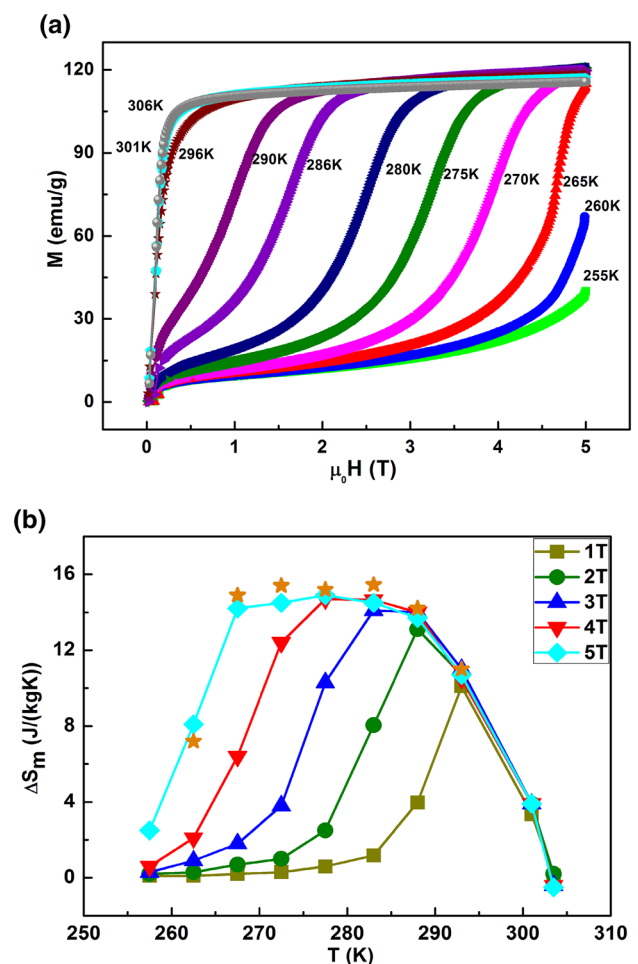 (a)
120
90
60
30
0
M (emu/g)
306K
301K
296K
290K
286K
280K
275K
270K
265K
260K
255K
0 1 2 3 4 5
μ₀H (T)
(b)
16
12
8
4
0
ΔSm (J/(kgK))
1T
2T
3T
4T
5T
250 260 270 280 290 300 310
T (K)